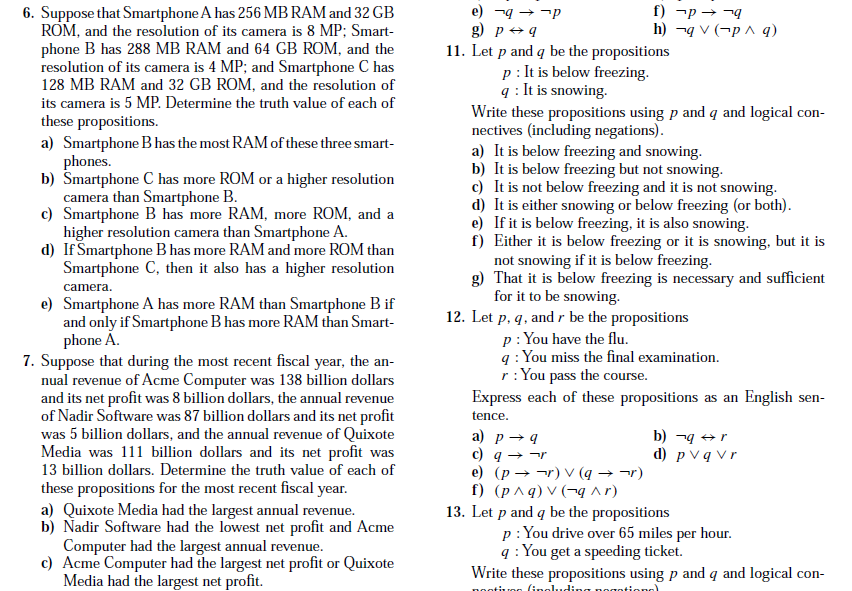 6. Suppose that Smartphone A has 256 MB RAM and 32 GB
ROM, and the resolution of its camera is 8 MP; Smart-
phone B has 288 MB RAM and 64 GB ROM, and the
resolution of its camera is 4 MP; and Smartphone C has
128 MB RAM and 32 GB ROM, and the resolution of
its camera is 5 MP. Determine the truth value of each of
these propositions.
a) Smartphone B has the most RAM of these three smart-
phones.
b) Smartphone C has more ROM or a higher resolution
camera than Smartphone B.
c) Smartphone B has more RAM, more ROM, and a
higher resolution camera than Smartphone A.
d) If Smartphone B has more RAM and more ROM than
Smartphone C, then it also has a higher resolution
camera.
e) Smartphone A has more RAM than Smartphone B if
and only if Smartphone B has more RAM than Smart-
phone A.
7. Suppose that during the most recent fiscal year, the an-
nual revenue of Acme Computer was 138 billion dollars
and its net profit was 8 billion dollars, the annual revenue
of Nadir Software was 87 billion dollars and its net profit
was 5 billion dollars, and the annual revenue of Quixote
Media was 111 billion dollars and its net profit was
13 billion dollars. Determine the truth value of each of
these propositions for the most recent fiscal year.
a) Quixote Media had the largest annual revenue.
b) Nadir Software had the lowest net profit and Acme
Computer had the largest annual revenue.
c) Acme Computer had the largest net profit or Quixote
Media had the largest net profit.
e) ¬q → ¬p f) ¬p → ¬q
g) p ↔ q h) ¬q ∨ (¬p ∧ q)
11. Let p and q be the propositions
p : It is below freezing.
q : It is snowing.
Write these propositions using p and q and logical con-
nectives (including negations).
a) It is below freezing and snowing.
b) It is below freezing but not snowing.
c) It is not below freezing and it is not snowing.
d) It is either snowing or below freezing (or both).
e) If it is below freezing, it is also snowing.
f) Either it is below freezing or it is snowing, but it is
not snowing if it is below freezing.
g) That it is below freezing is necessary and sufficient
for it to be snowing.
12. Let p, q, and r be the propositions
p : You have the flu.
q : You miss the final examination.
r : You pass the course.
Express each of these propositions as an English sen-
tence.
a) p → q b) ¬q ↔ r
c) q → ¬r d) p ∨ q ∨ r
e) (p → ¬r) ∨ (q → ¬r)
f) (p ∧ q) ∨ (¬q ∧ r)
13. Let p and q be the propositions
p : You drive over 65 miles per hour.
q : You get a speeding ticket.
Write these propositions using p and q and logical con-
nectives (including negations).